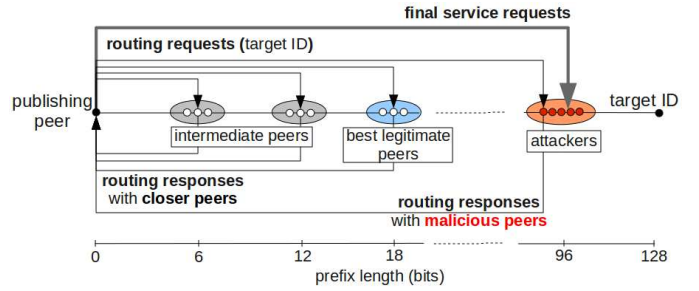 final service requests
routing requests (target ID)
publishing
peer
target ID
intermediate peers
best legitimate
peers
attackers
routing responses
with closer peers
routing responses
with malicious peers
0
6
12
18
96
128
prefix length (bits)